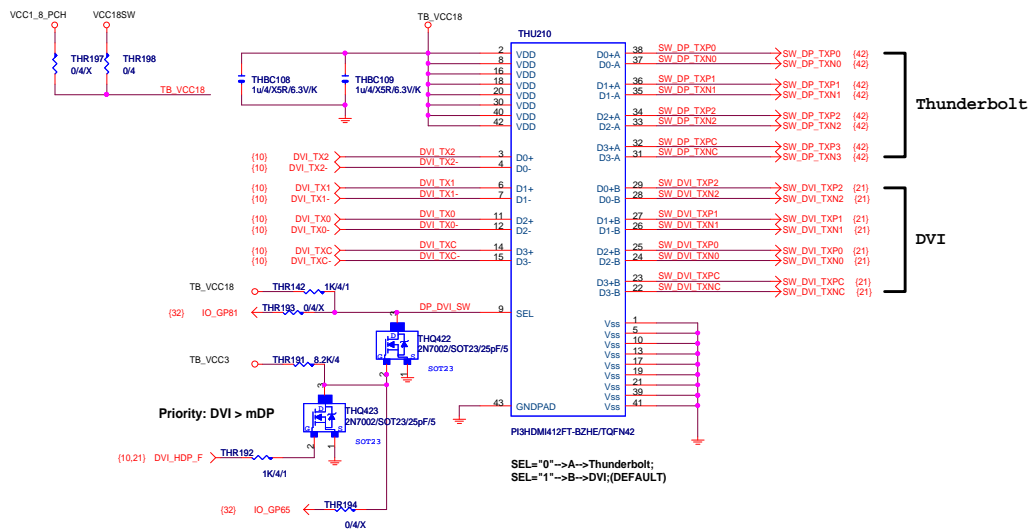 VCC1_8_PCH VCC18SW
THR197 THR198
0/4/X 0/4
TB_VCC18
TB_VCC18
THBC108 THBC109
1u/4/X5R/6.3V/K 1u/4/X5R/6.3V/K
THU210
2 VDD D0+A 38 SW_DP_TXP0 SW_DP_TXP0 {42}
8 VDD D0-A 37 SW_DP_TXN0 SW_DP_TXN0 {42}
16 VDD
18 VDD D1+A 36 SW_DP_TXP1 SW_DP_TXP1 {42}
20 VDD D1-A 35 SW_DP_TXN1 SW_DP_TXN1 {42}
30 VDD
40 VDD D2+A 34 SW_DP_TXP2 SW_DP_TXP2 {42}
42 VDD D2-A 33 SW_DP_TXN2 SW_DP_TXN2 {42}
Thunderbolt
D3+A 32 SW_DP_TXPC SW_DP_TXP3 {42}
{10} DVI_TX2 DVI_TX2 3 D0+ D3-A 31 SW_DP_TXNC SW_DP_TXN3 {42}
{10} DVI_TX2- DVI_TX2- 4 D0-
{10} DVI_TX1 DVI_TX1 6 D1+ D0+B 29 SW_DVI_TXP2 SW_DVI_TXP2 {21}
{10} DVI_TX1- DVI_TX1- 7 D1- D0-B 28 SW_DVI_TXN2 SW_DVI_TXN2 {21}
{10} DVI_TX0 DVI_TX0 11 D2+ D1+B 27 SW_DVI_TXP1 SW_DVI_TXP1 {21}
{10} DVI_TX0- DVI_TX0- 12 D2- D1-B 26 SW_DVI_TXN1 SW_DVI_TXN1 {21}
DVI
{10} DVI_TXC DVI_TXC 14 D3+ D2+B 25 SW_DVI_TXP0 SW_DVI_TXP0 {21}
{10} DVI_TXC- DVI_TXC- 15 D3- D2-B 24 SW_DVI_TXN0 SW_DVI_TXN0 {21}
D3+B 23 SW_DVI_TXPC SW_DVI_TXPC {21}
D3-B 22 SW_DVI_TXNC SW_DVI_TXNC {21}
TB_VCC18 THR142 1K/4/1
{32} IO_GP81 THR193 0/4/X DP_DVI_SW 9 SEL
Vss 1
Vss 5
Vss 10
Vss 13
Vss 17
Vss 19
Vss 21
Vss 39
Vss 41
3
D
G S
2 1
THQ422
2N7002/SOT23/25pF/5
SOT23
TB_VCC3 THR191 8.2K/4
Priority: DVI > mDP
3
D
G S
2 1
THQ423
2N7002/SOT23/25pF/5
SOT23
43 GNDPAD
PI3HDMI412FT-BZHE/TQFN42
{10,21} DVI_HDP_F THR192
1K/4/1
SEL="0"-->A-->Thunderbolt;
SEL="1"-->B-->DVI;(DEFAULT)
{32} IO_GP65 THR194
0/4/X